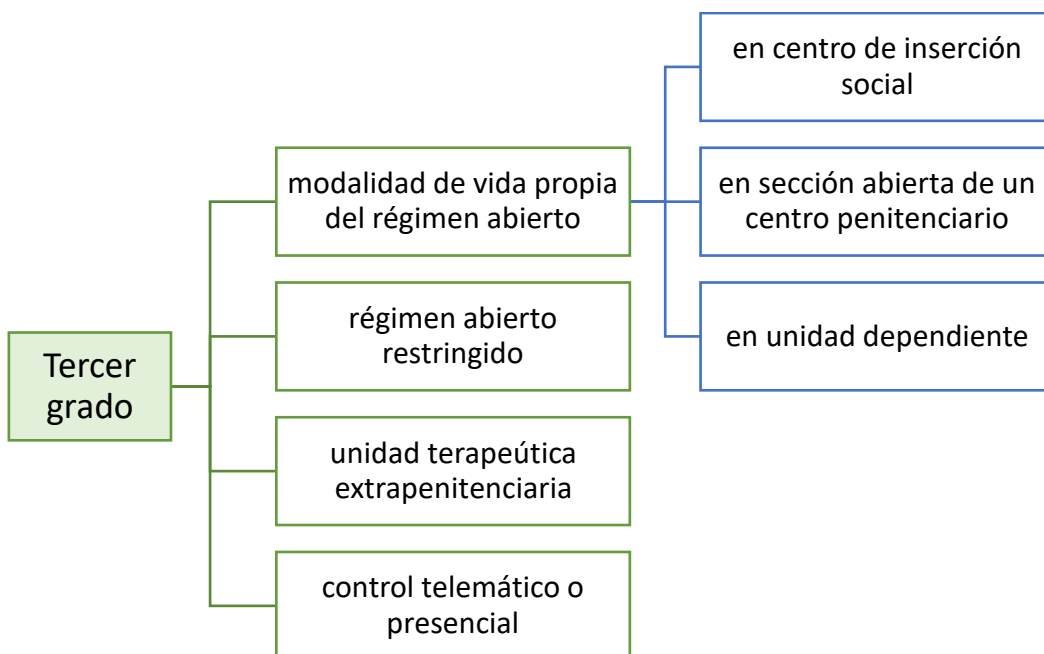 Tercer
grado
modalidad de vida propia
del régimen abierto
en centro de inserción
social
en sección abierta de un
centro penitenciario
en unidad dependiente
régimen abierto
restringido
unidad terapeútica
extrapenitenciaria
control telemático o
presencial